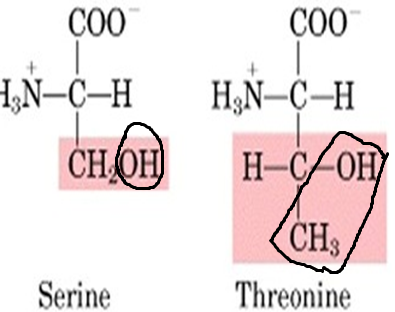 COO⁻ COO⁻
H₃N⁺—C—H H₃N⁺—C—H
CH₂OH H—C—OH
CH₃
Serine Threonine